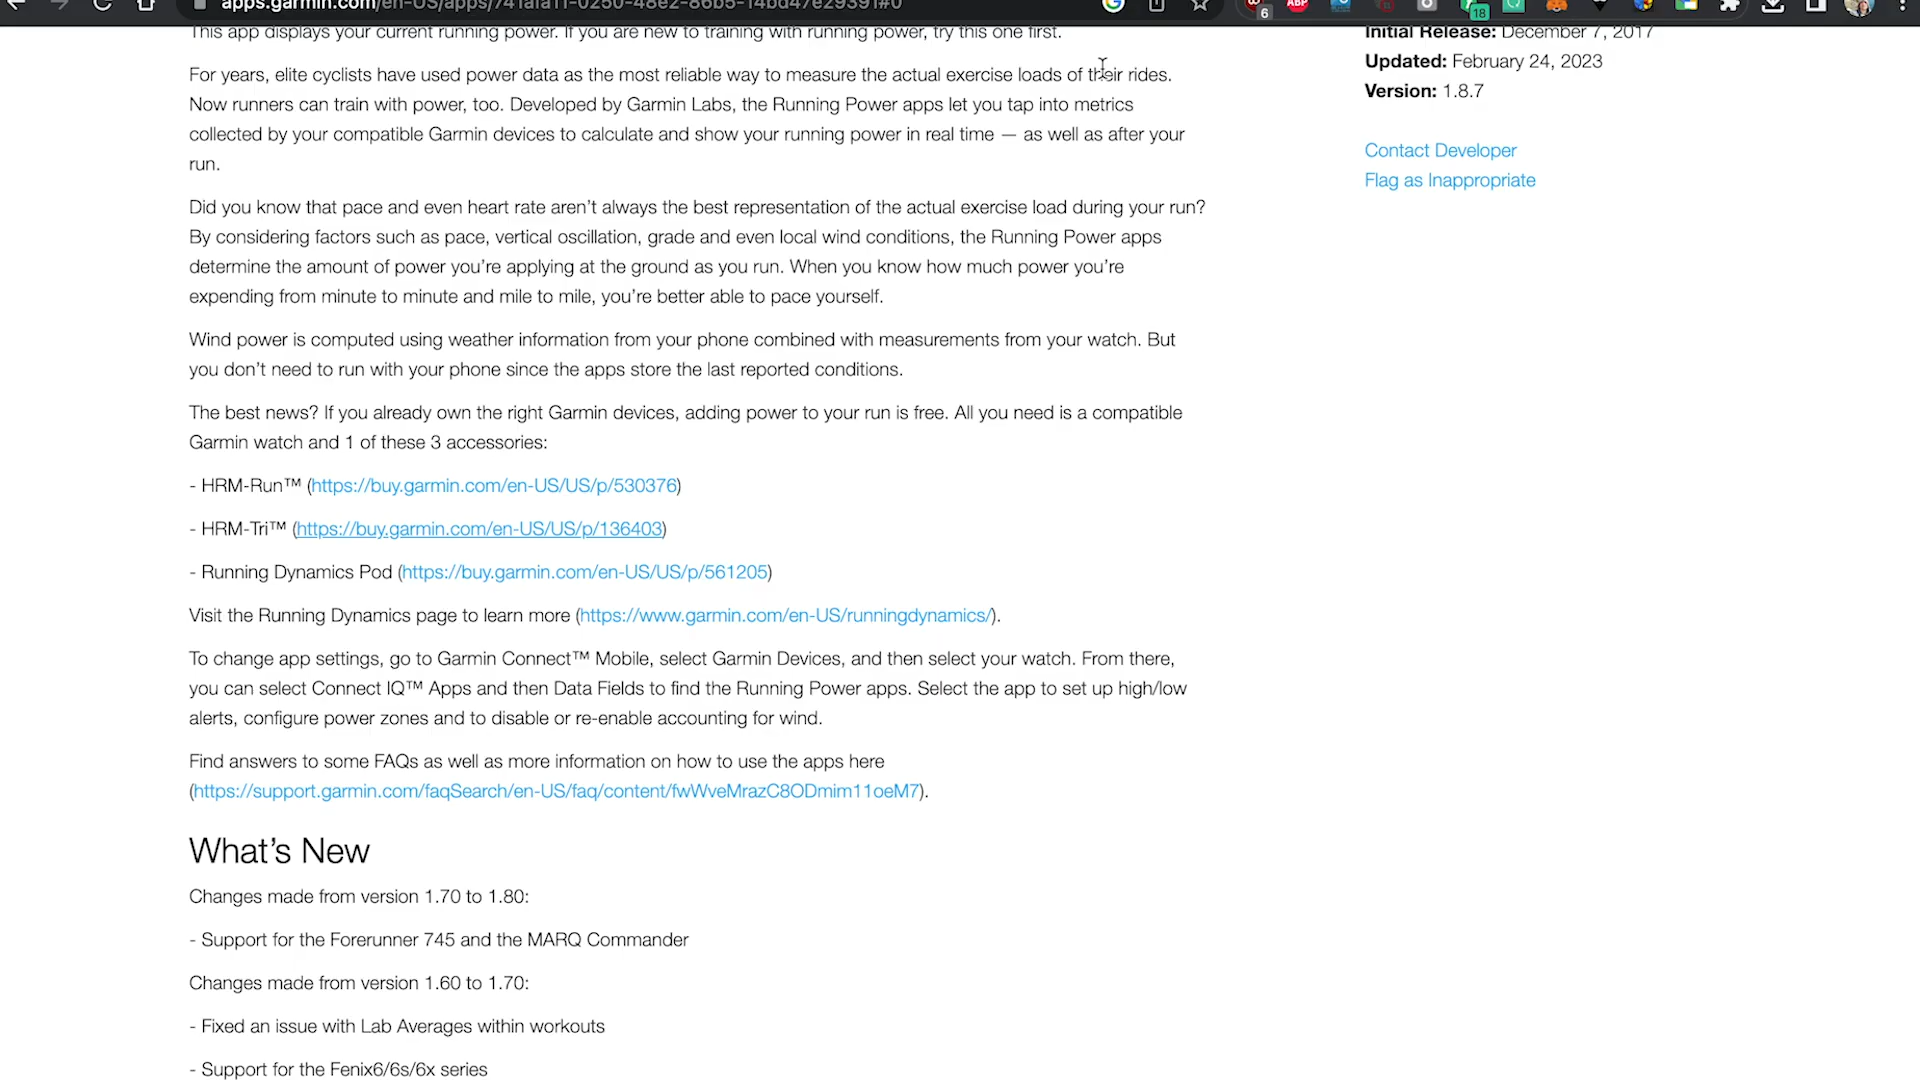 apps.garmin.com/en-US/apps/741afa11-0250-48e2-86b5-14bd47e29391#0
6
ABP
18
This app displays your current running power. If you are new to training with running power, try this one first.
For years, elite cyclists have used power data as the most reliable way to measure the actual exercise loads of their rides.
Now runners can train with power, too. Developed by Garmin Labs, the Running Power apps let you tap into metrics
collected by your compatible Garmin devices to calculate and show your running power in real time — as well as after your
run.
Did you know that pace and even heart rate aren’t always the best representation of the actual exercise load during your run?
By considering factors such as pace, vertical oscillation, grade and even local wind conditions, the Running Power apps
determine the amount of power you’re applying at the ground as you run. When you know how much power you’re
expending from minute to minute and mile to mile, you’re better able to pace yourself.
Wind power is computed using weather information from your phone combined with measurements from your watch. But
you don’t need to run with your phone since the apps store the last reported conditions.
The best news? If you already own the right Garmin devices, adding power to your run is free. All you need is a compatible
Garmin watch and 1 of these 3 accessories:
- HRM-Run™ (https://buy.garmin.com/en-US/US/p/530376)
- HRM-Tri™ (https://buy.garmin.com/en-US/US/p/136403)
- Running Dynamics Pod (https://buy.garmin.com/en-US/US/p/561205)
Visit the Running Dynamics page to learn more (https://www.garmin.com/en-US/runningdynamics/).
To change app settings, go to Garmin Connect™ Mobile, select Garmin Devices, and then select your watch. From there,
you can select Connect IQ™ Apps and then Data Fields to find the Running Power apps. Select the app to set up high/low
alerts, configure power zones and to disable or re-enable accounting for wind.
Find answers to some FAQs as well as more information on how to use the apps here
(https://support.garmin.com/faqSearch/en-US/faq/content/fwWveMrazC8ODmim11oeM7).
What’s New
Changes made from version 1.70 to 1.80:
- Support for the Forerunner 745 and the MARQ Commander
Changes made from version 1.60 to 1.70:
- Fixed an issue with Lab Averages within workouts
- Support for the Fenix6/6s/6x series
Initial Release: December 7, 2017
Updated: February 24, 2023
Version: 1.8.7
Contact Developer
Flag as Inappropriate